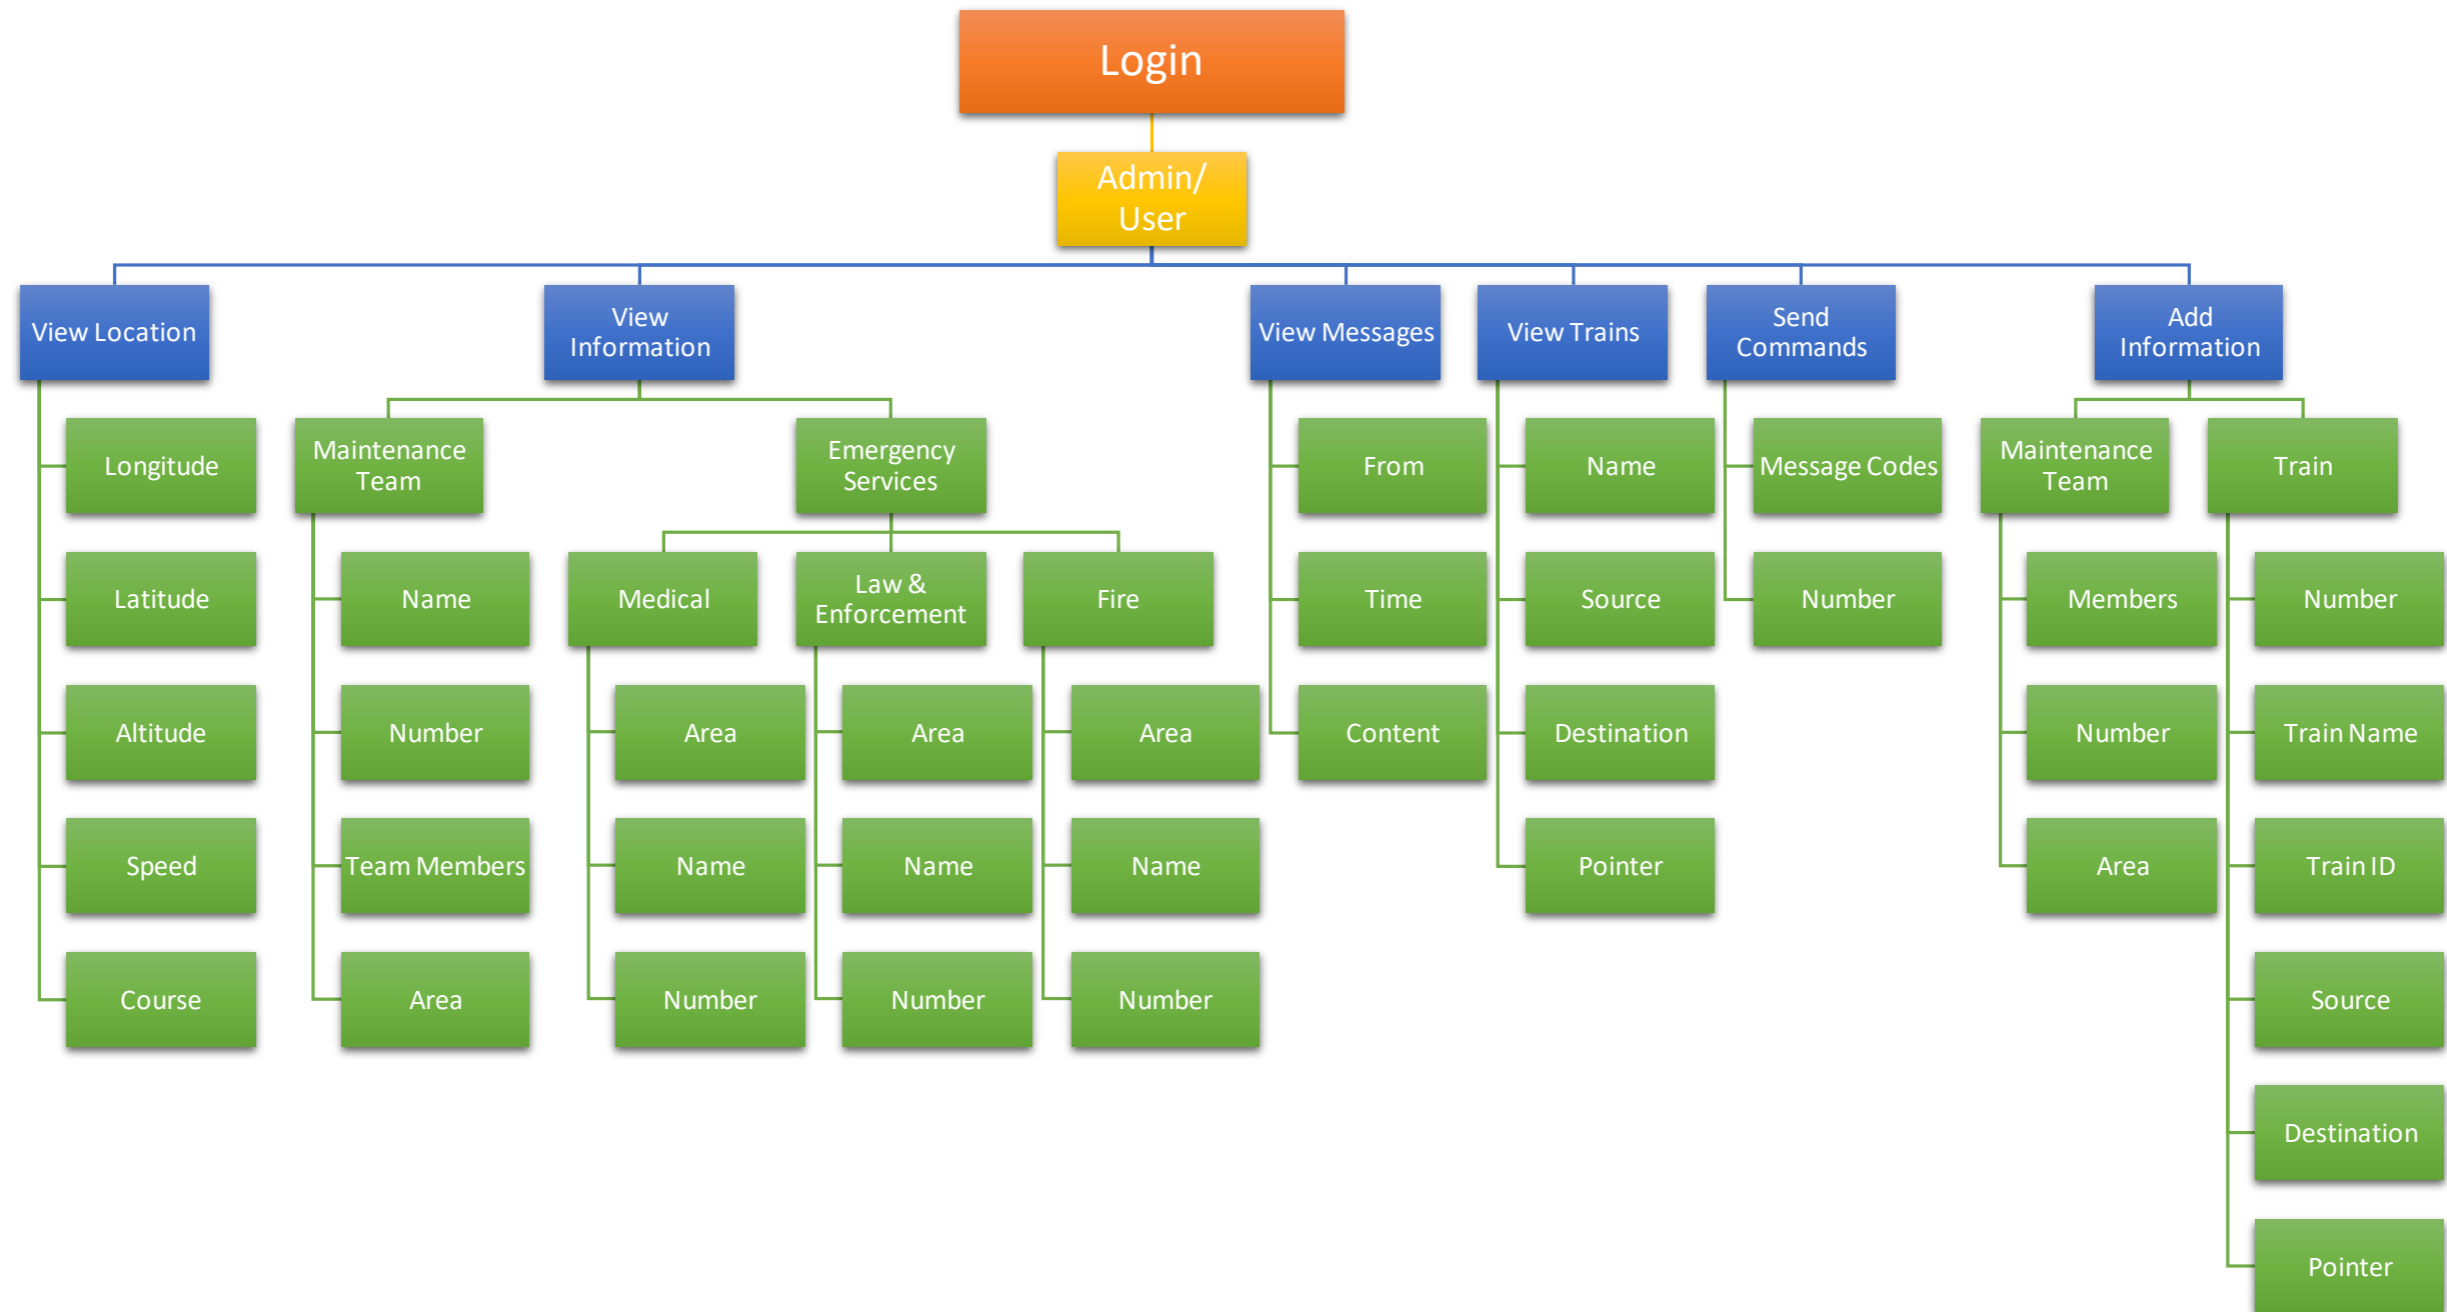 Login
Admin/
User
View Location
View
Information
View Messages
View Trains
Send
Commands
Add
Information
Longitude
Maintenance
Team
Emergency
Services
From
Name
Message Codes
Maintenance
Team
Train
Latitude
Name
Medical
Law &
Enforcement
Fire
Time
Source
Number
Members
Number
Altitude
Number
Area
Area
Area
Content
Destination
Number
Train Name
Speed
Team Members
Name
Name
Name
Pointer
Area
Train ID
Course
Area
Number
Number
Number
Source
Destination
Pointer